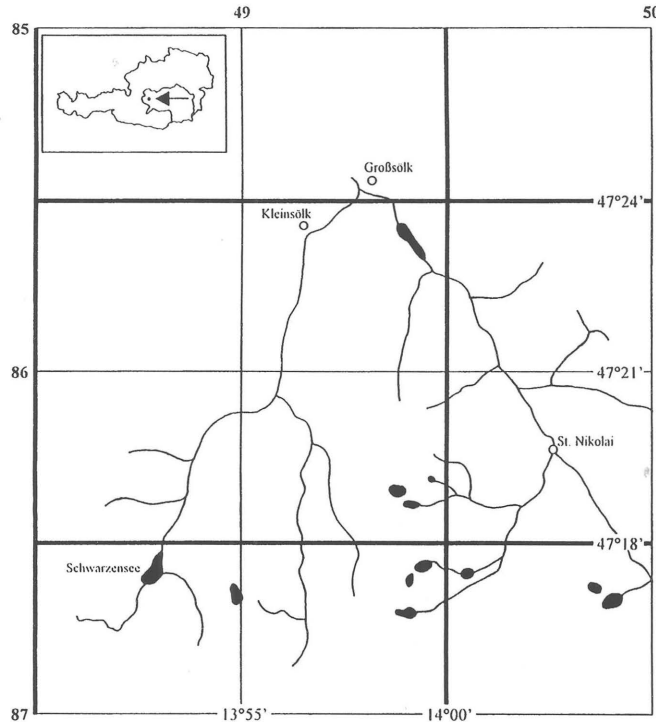 49
50
85
Großsölk
47°24'
Kleinsölk
86
47°21'
St. Nikolai
47°18'
Schwarzensee
87
13°55'
14°00'